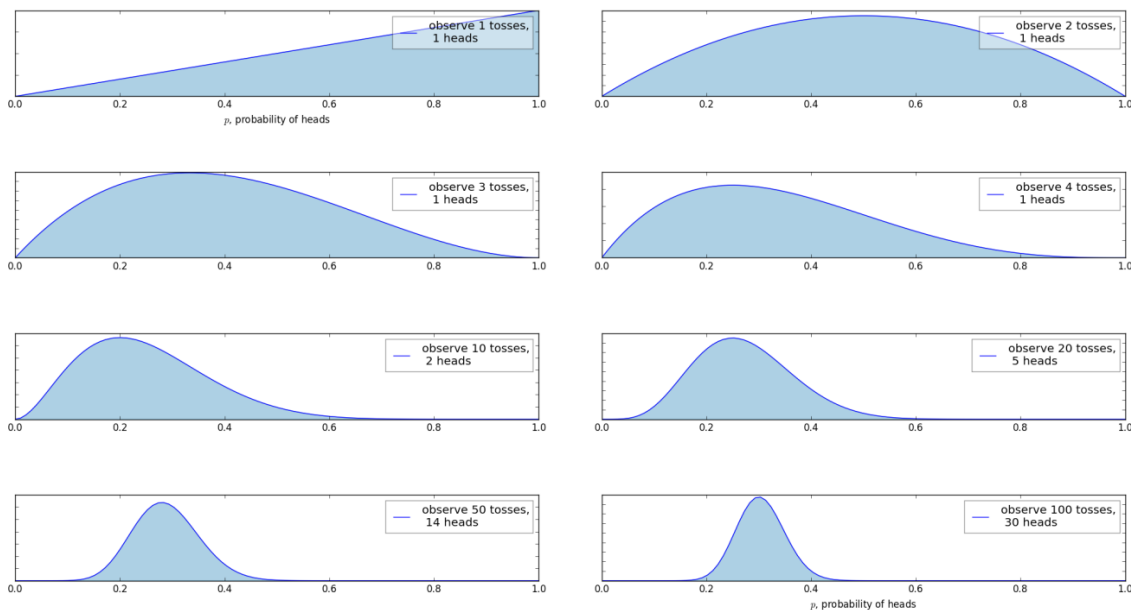 observe 1 tosses,
1 heads
0.0 0.2 0.4 0.6 0.8 1.0
p, probability of heads
observe 2 tosses,
1 heads
0.0 0.2 0.4 0.6 0.8 1.0
observe 3 tosses,
1 heads
0.0 0.2 0.4 0.6 0.8 1.0
observe 4 tosses,
1 heads
0.0 0.2 0.4 0.6 0.8 1.0
observe 10 tosses,
2 heads
0.0 0.2 0.4 0.6 0.8 1.0
observe 20 tosses,
5 heads
0.0 0.2 0.4 0.6 0.8 1.0
observe 50 tosses,
14 heads
0.0 0.2 0.4 0.6 0.8 1.0
observe 100 tosses,
30 heads
0.0 0.2 0.4 0.6 0.8 1.0
p, probability of heads